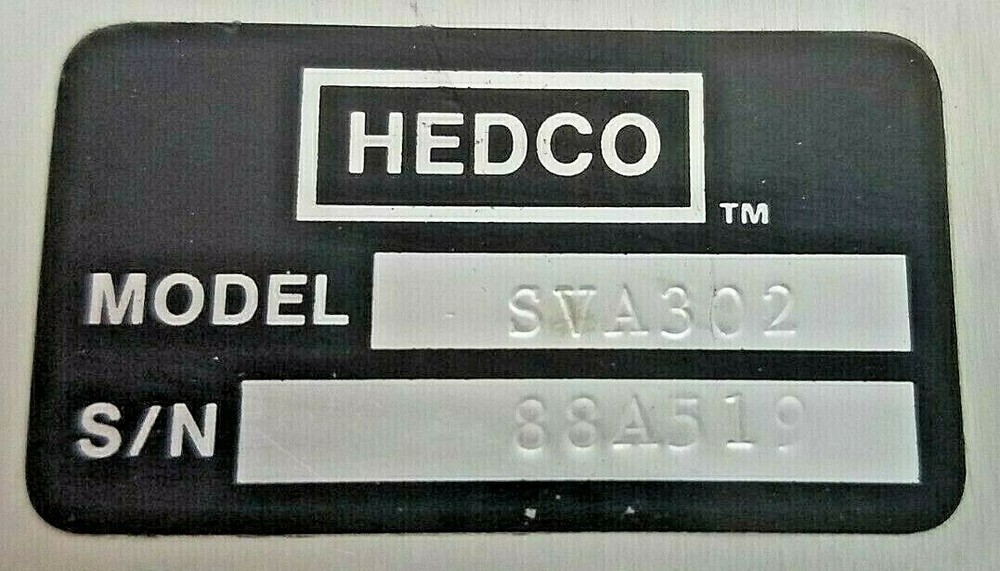 HEDCO TM
MODEL SVA302
S/N 88A519